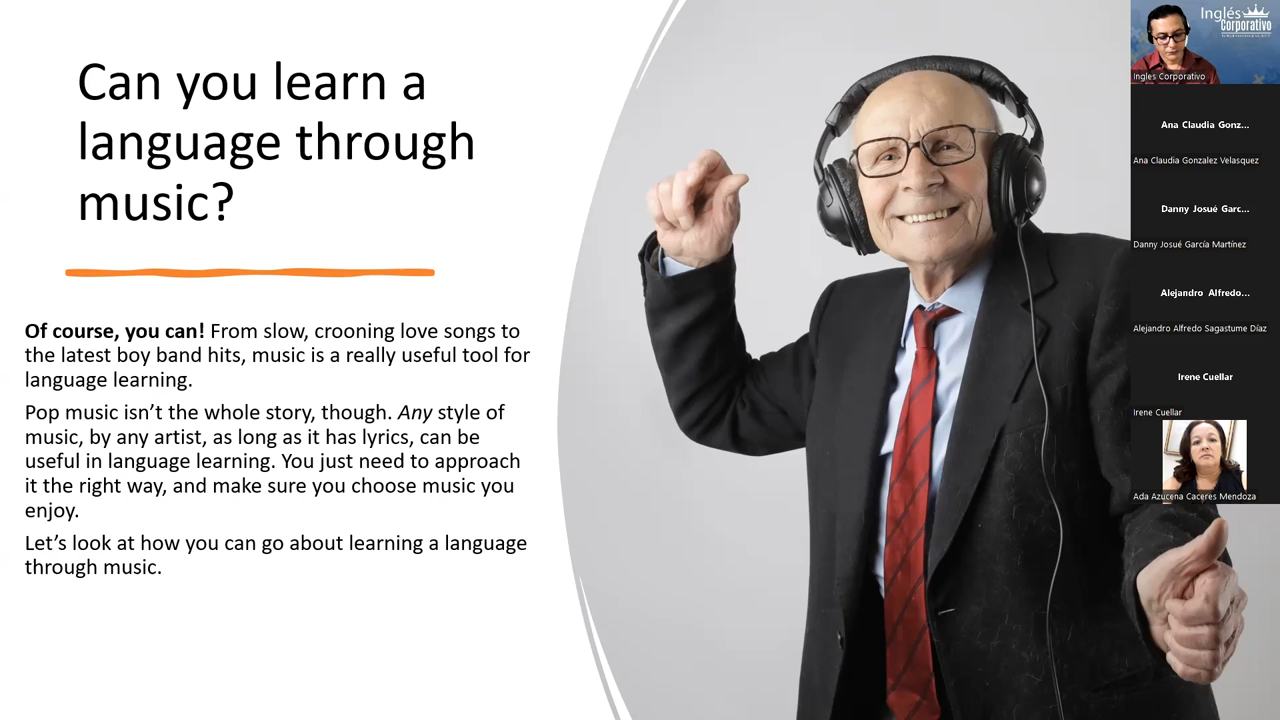 Can you learn a
language through
music?
Of course, you can! From slow, crooning love songs to
the latest boy band hits, music is a really useful tool for
language learning.
Pop music isn’t the whole story, though. Any style of
music, by any artist, as long as it has lyrics, can be
useful in language learning. You just need to approach
it the right way, and make sure you choose music you
enjoy.
Let’s look at how you can go about learning a language
through music.
Inglés
Corporativo
Ingles Corporativo
Ana Claudia Gonz...
Ana Claudia Gonzalez Velasquez
Danny Josué Garc...
Danny Josué García Martínez
Alejandro Alfredo...
Alejandro Alfredo Sagastume Díaz
Irene Cuellar
Irene Cuellar
Ada Azucena Caceres Mendoza